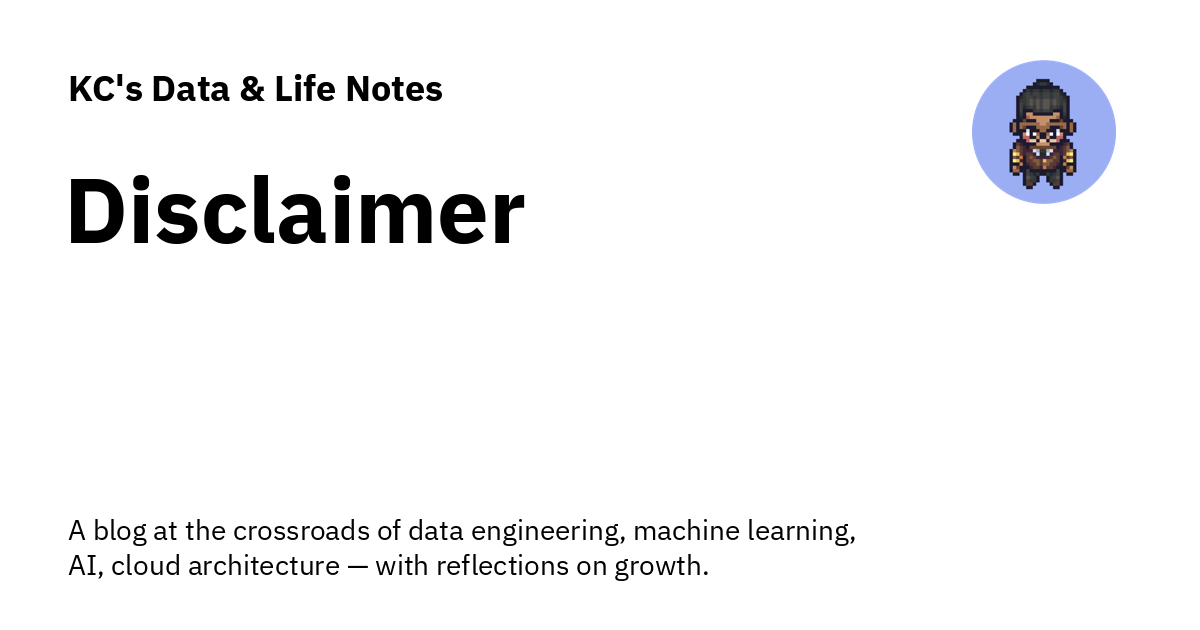 KC's Data & Life Notes
Disclaimer
A blog at the crossroads of data engineering, machine learning,
AI, cloud architecture — with reflections on growth.